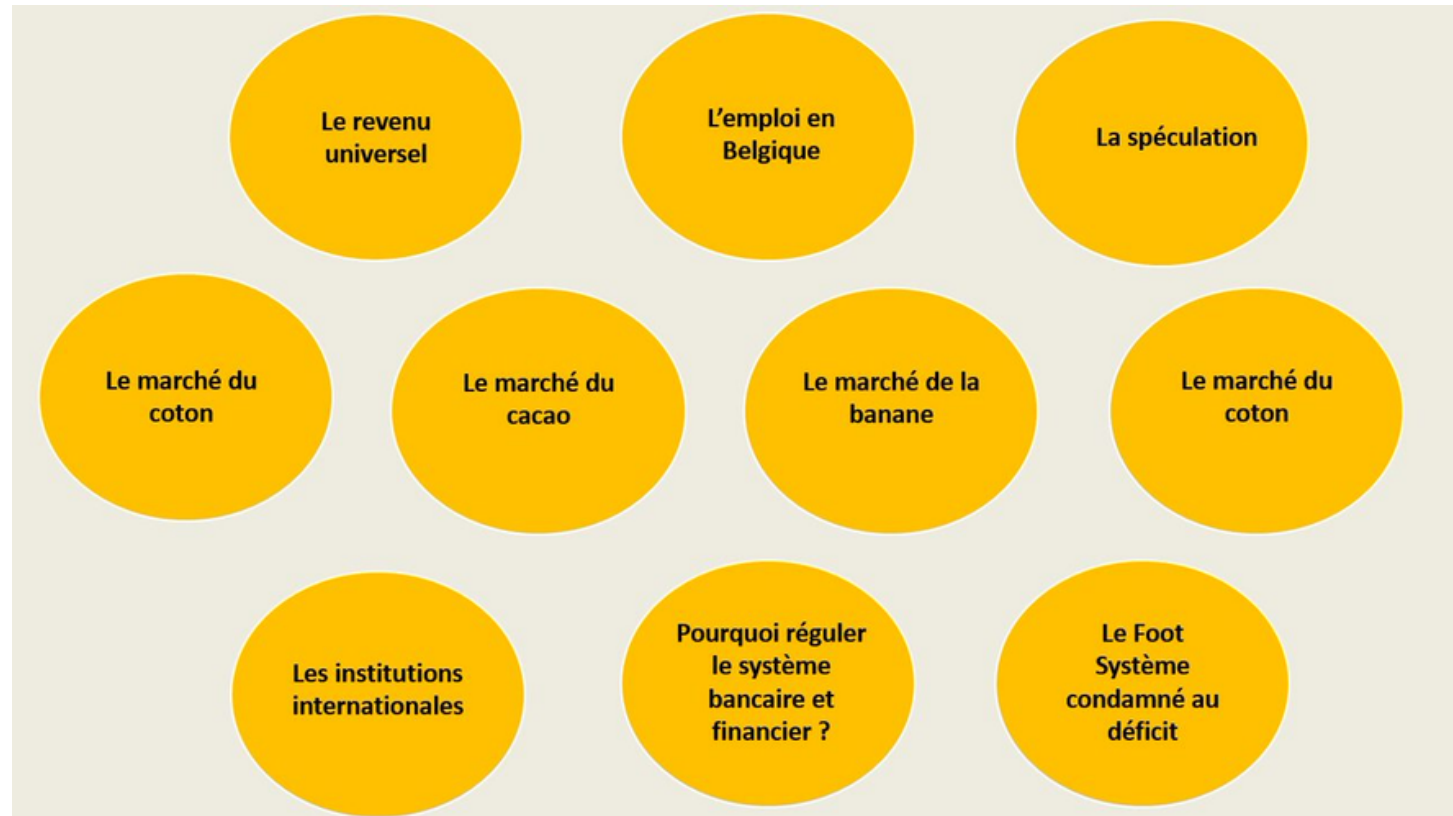 Le revenu
universel
L’emploi en
Belgique
La spéculation
Le marché du
coton
Le marché du
cacao
Le marché de la
banane
Le marché du
coton
Les institutions
internationales
Pourquoi réguler
le système
bancaire et
financier ?
Le Foot
Système
condamné au
déficit